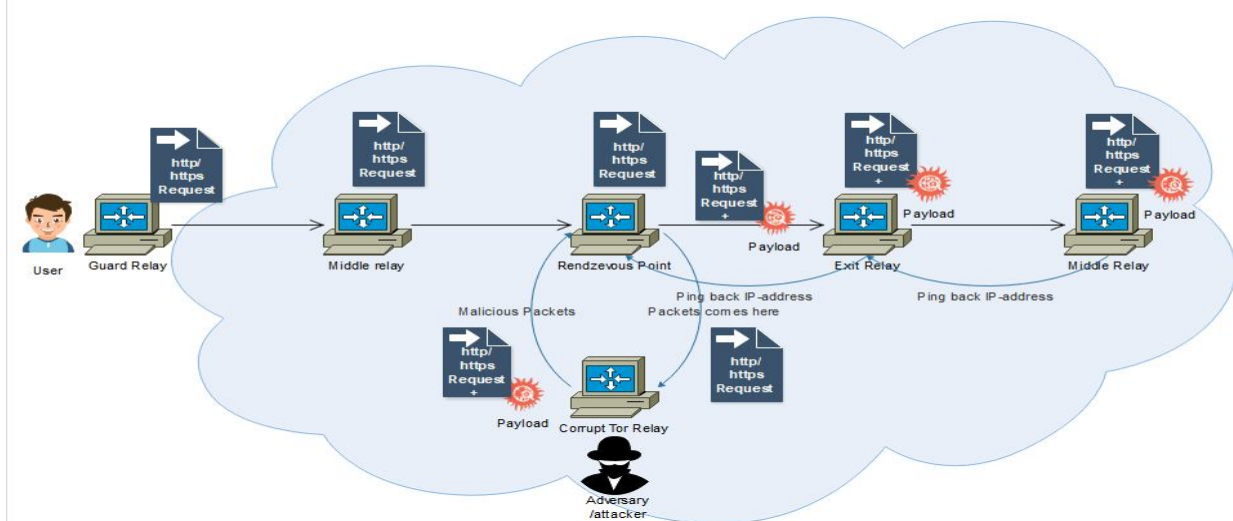 http/
https
Request
http/
https
Request
http/
https
Request
http/
https
Request
+
Payload
http/
https
Request
+
Payload
http/
https
Request
+
Payload
User
Guard Relay
Middle relay
Rendzevous Point
Exit Relay
Middle Relay
Ping back IP-address
Ping back IP-address
Malicious Packets
Packets comes here
http/
https
Request
+
Payload
http/
https
Request
Corrupt Tor Relay
Adversary
/attacker